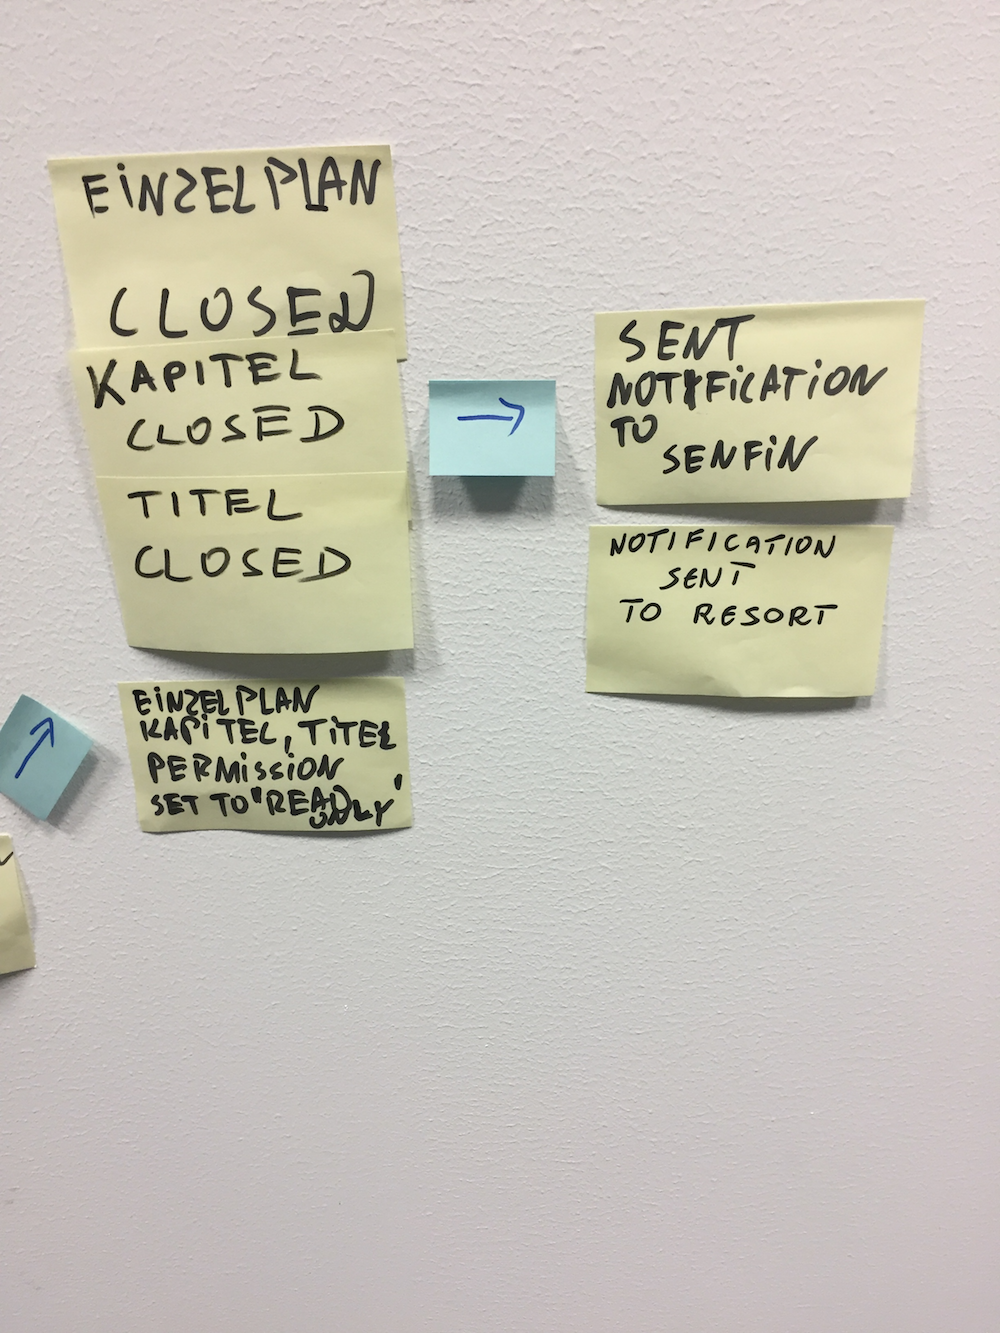 EINZELPLAN
CLOSED
KAPITEL
CLOSED
TITEL
CLOSED
EINZELPLAN
KAPITEL, TITEL
PERMISSION
SET TO "READ
ONLY"
→
→
SENT
NOTIFICATION
TO
SENFIN
NOTIFICATION
SENT
TO RESORT